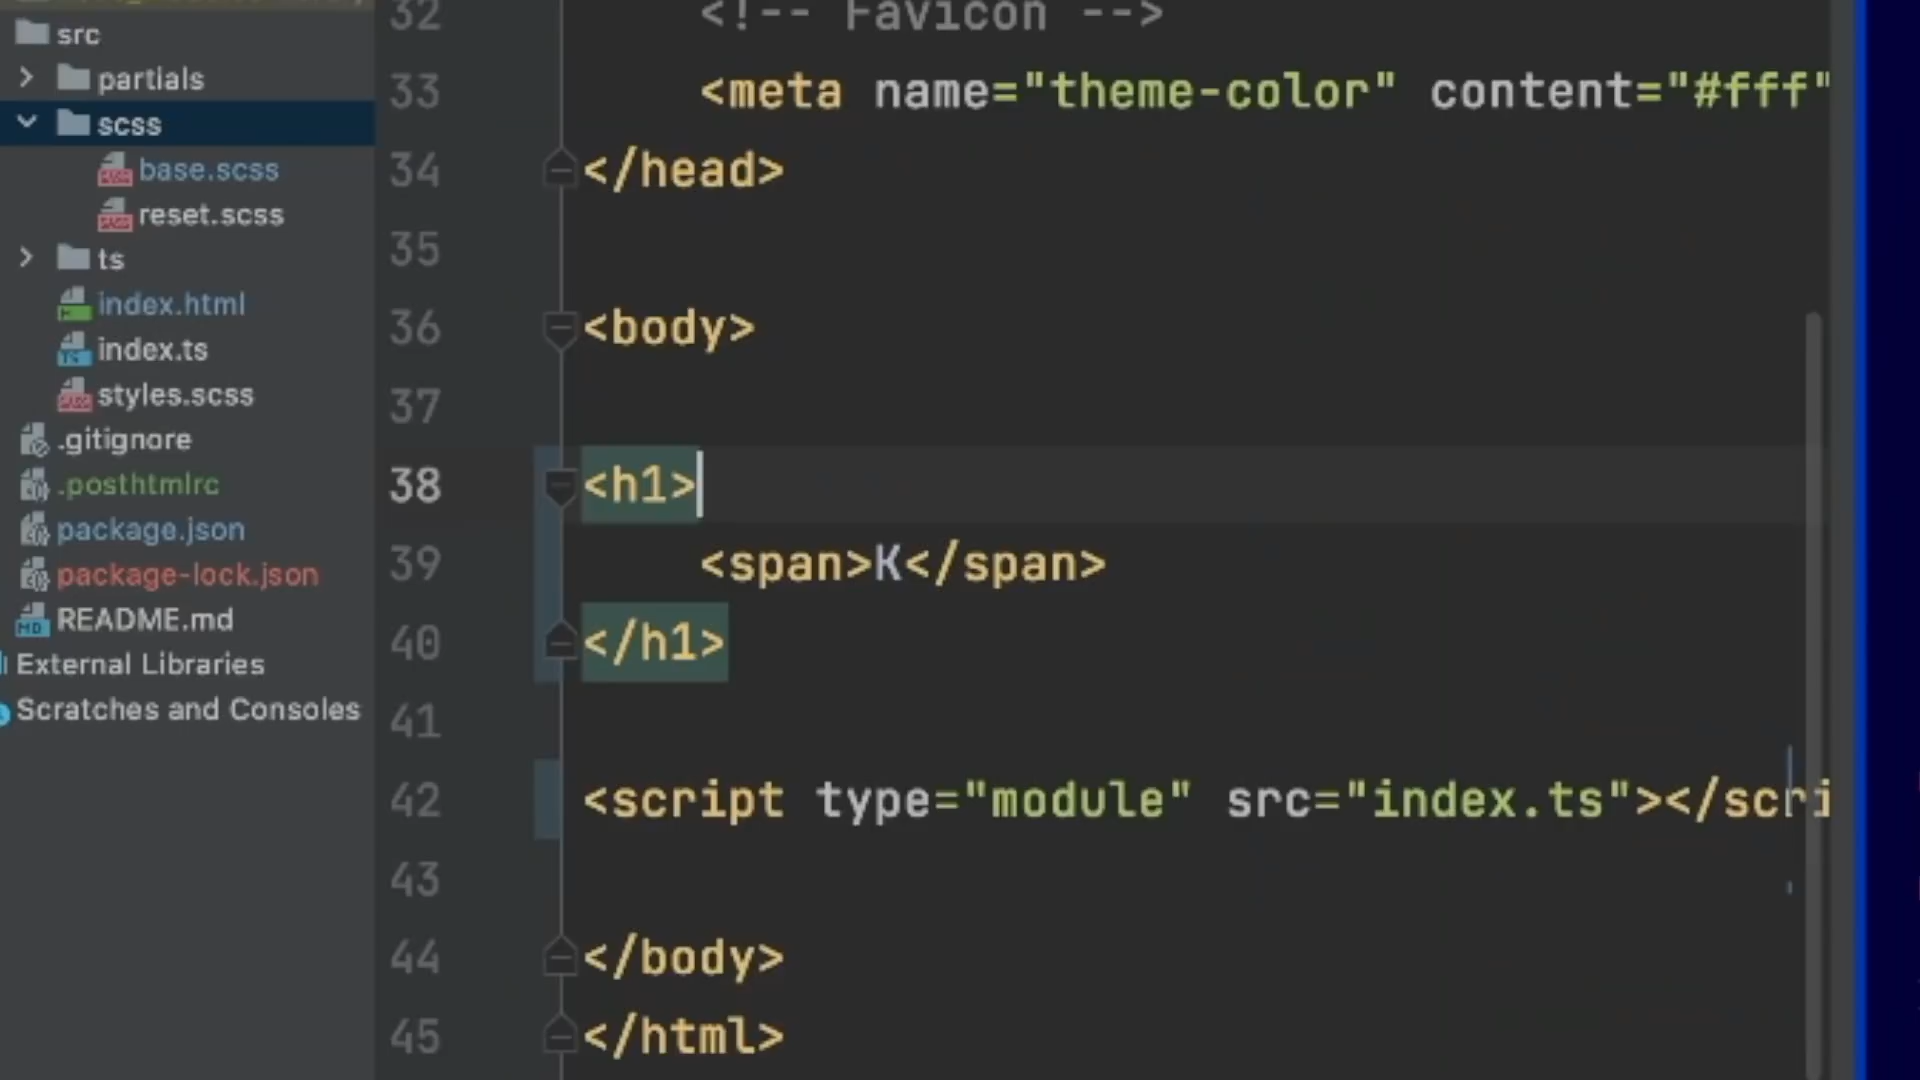 src
partials
scss
base.scss
reset.scss
ts
index.html
index.ts
styles.scss
.gitignore
.posthtmlrc
package.json
package-lock.json
README.md
External Libraries
Scratches and Consoles
32 <!-- Favicon -->
33 <meta name="theme-color" content="#fff"
34 </head>
35
36 <body>
37
38 <h1>
39 <span>K</span>
40 </h1>
41
42 <script type="module" src="index.ts"></scri
43
44 </body>
45 </html>